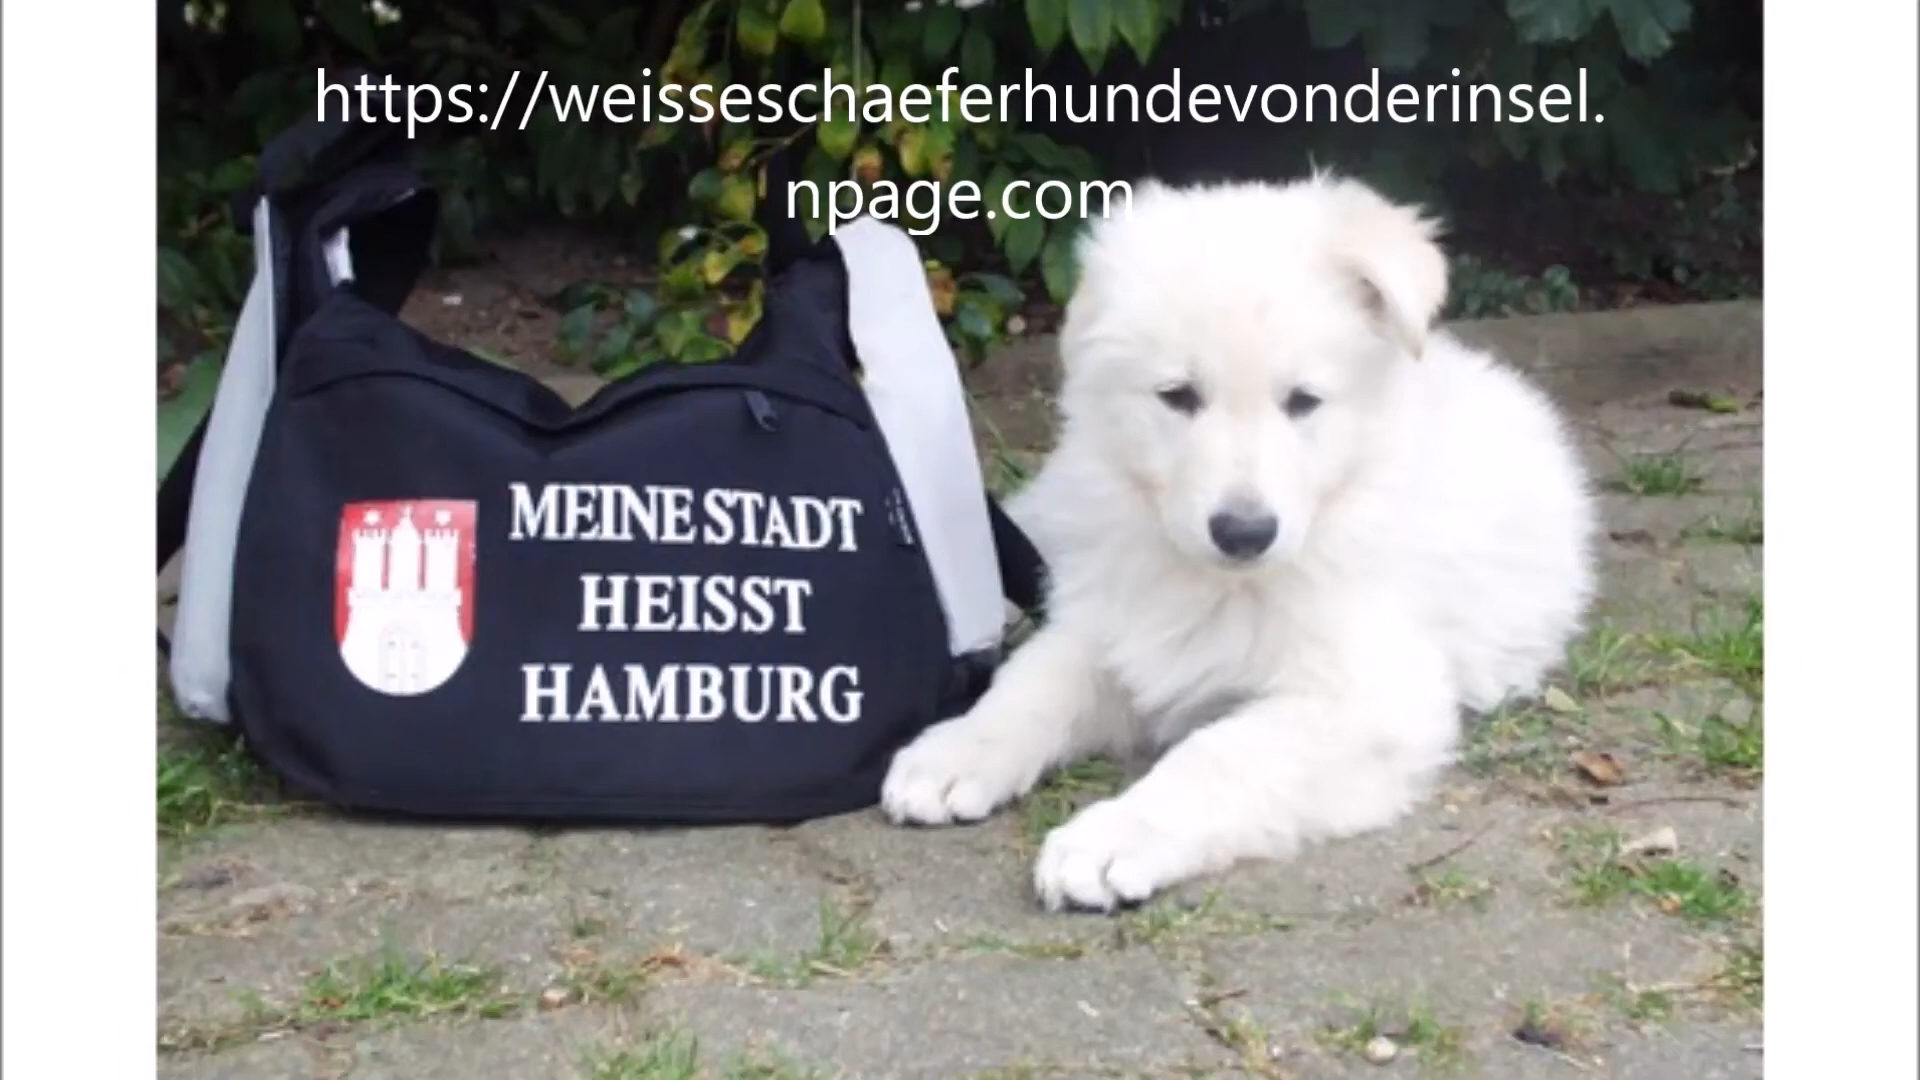 https://weisseschaeferhundevonderinsel.
npage.com
MEINE STADT
HEISST
HAMBURG